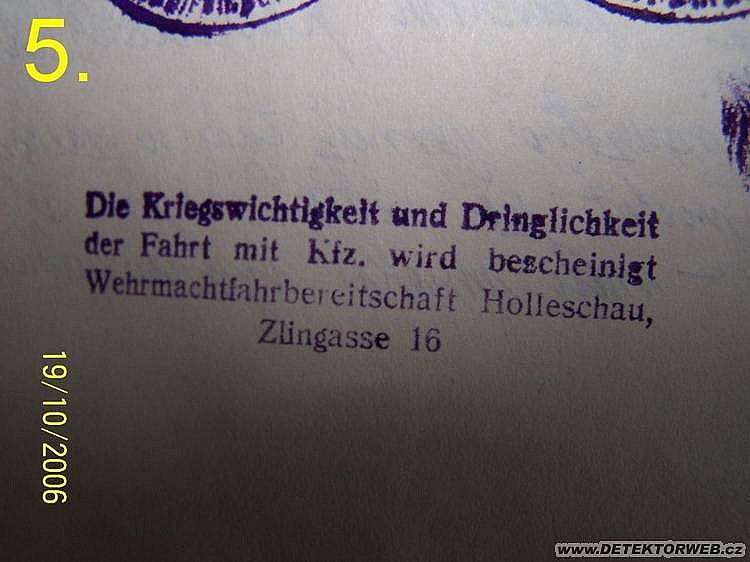 5.
Die Kriegswichtigkeit und Dringlichkeit
der Fahrt mit Kfz. wird bescheinigt
Wehrmachtfahrbereitschaft Holleschau,
Zlingasse 16
19/10/2006
www.DETEKTORWEB.cz